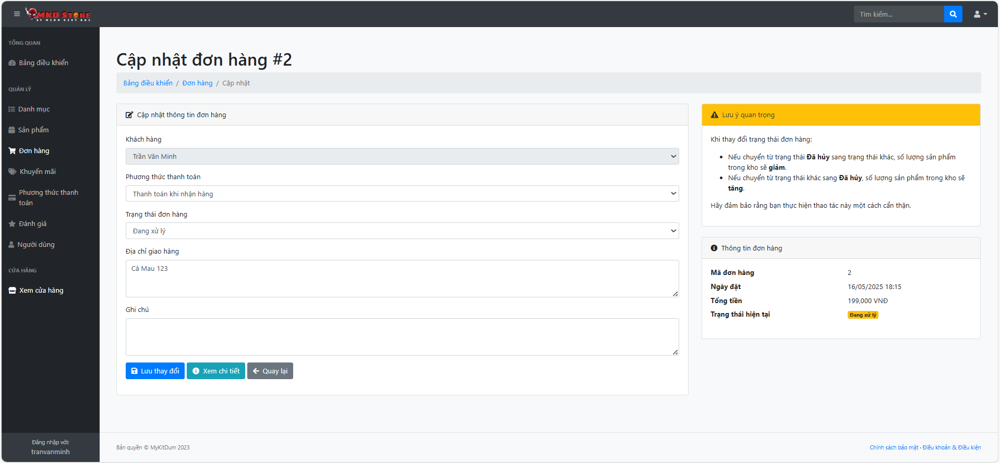 MKD STORE
BY MINH KIET DUC
Tìm kiếm...
TỔNG QUAN
Bảng điều khiển
QUẢN LÝ
Danh mục
Sản phẩm
Đơn hàng
Khuyến mãi
Phương thức thanh
toán
Đánh giá
Người dùng
CỬA HÀNG
Xem cửa hàng
Đăng nhập với:
tranvanminh
Cập nhật đơn hàng #2
Bảng điều khiển / Đơn hàng / Cập nhật
Cập nhật thông tin đơn hàng
Khách hàng
Trần Văn Minh
Phương thức thanh toán
Thanh toán khi nhận hàng
Trạng thái đơn hàng
Đang xử lý
Địa chỉ giao hàng
Cà Mau 123
Ghi chú
Lưu thay đổi
Xem chi tiết
Quay lại
Lưu ý quan trọng
Khi thay đổi trạng thái đơn hàng:
Nếu chuyển từ trạng thái Đã hủy sang trạng thái khác, số lượng sản phẩm
trong kho sẽ giảm.
Nếu chuyển từ trạng thái khác sang Đã hủy, số lượng sản phẩm trong kho sẽ
tăng.
Hãy đảm bảo rằng bạn thực hiện thao tác này một cách cẩn thận.
Thông tin đơn hàng
Mã đơn hàng 2
Ngày đặt 16/05/2025 18:15
Tổng tiền 199,000 VNĐ
Trạng thái hiện tại Đang xử lý
Bản quyền © MyKitDum 2023
Chính sách bảo mật · Điều khoản & Điều kiện